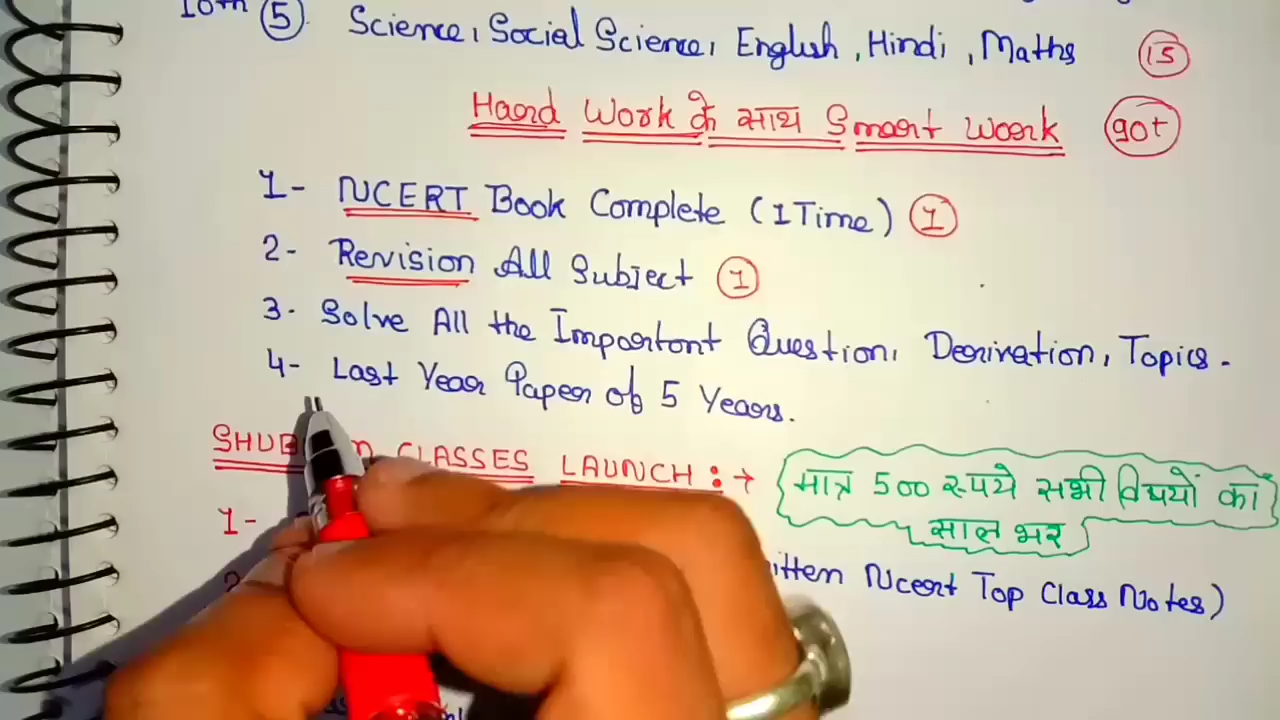 10th ⑤ Science, Social Science, English, Hindi, Maths ⑮
Hard Work के साथ Smart Work 90+
1- NCERT Book Complete (1 Time) ①
2- Revision All Subject ①
3- Solve All the Important Question, Derivation, Topics.
4- Last Year Paper of 5 Years.
CLASSES LAUNCH :→
मात्र 500 रुपये सभी विषयों का
साल भर
1-
Ncert Top Class Notes)